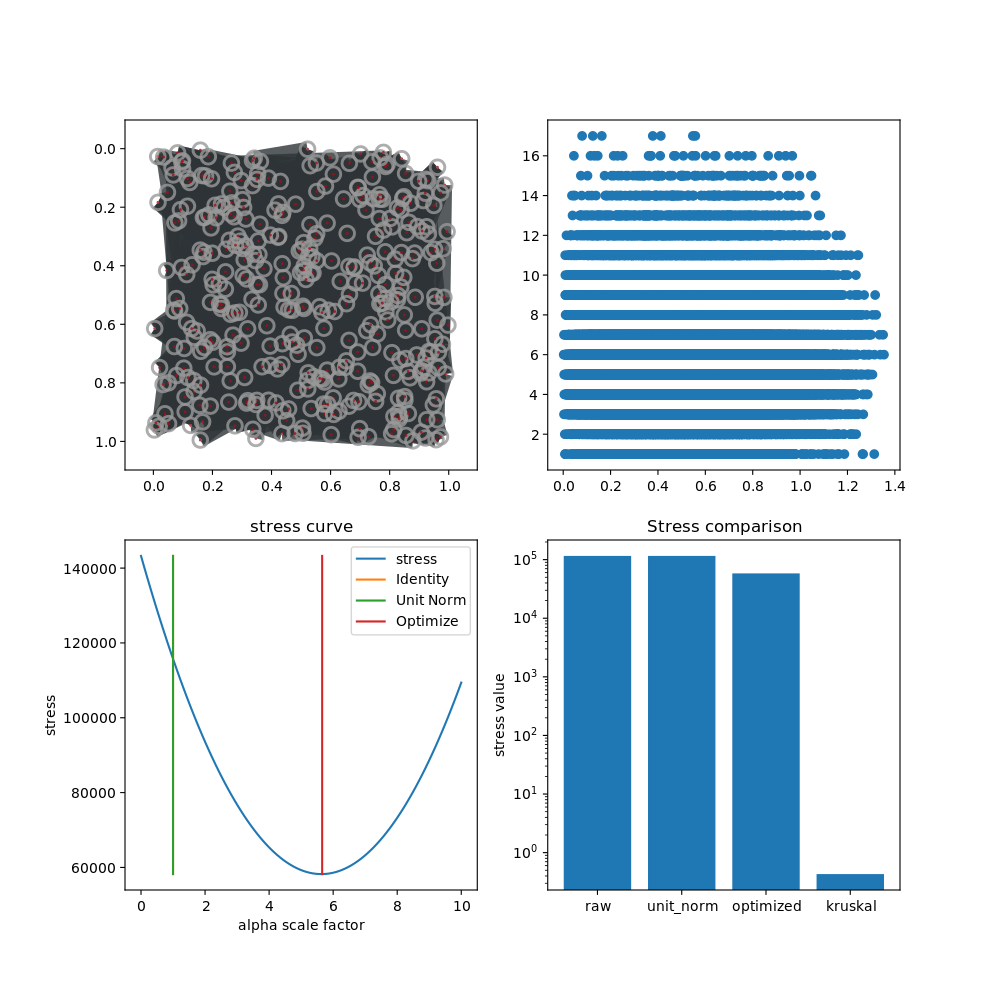 0.0
0.2
0.4
0.6
0.8
1.0
0.0 0.2 0.4 0.6 0.8 1.0
16
14
12
10
8
6
4
2
0.0 0.2 0.4 0.6 0.8 1.0 1.2 1.4
stress curve
140000
120000
100000
80000
60000
stress
stress
Identity
Unit Norm
Optimize
0 2 4 6 8 10
alpha scale factor
Stress comparison
10⁵
10⁴
10³
10²
10¹
10⁰
stress value
raw unit_norm optimized kruskal